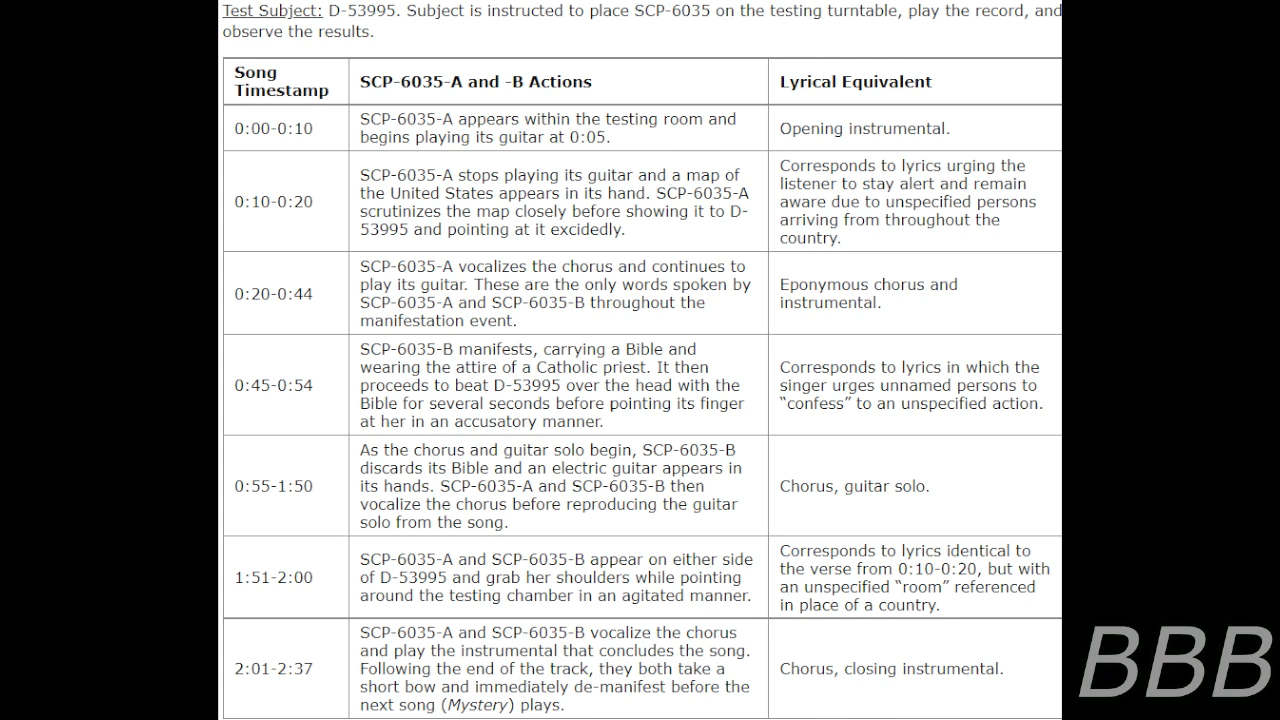 Test Subject: D-53995. Subject is instructed to place SCP-6035 on the testing turntable, play the record, and
observe the results.
Song
Timestamp
SCP-6035-A and -B Actions
Lyrical Equivalent
0:00-0:10
SCP-6035-A appears within the testing room and
begins playing its guitar at 0:05.
Opening instrumental.
0:10-0:20
SCP-6035-A stops playing its guitar and a map of
the United States appears in its hand. SCP-6035-A
scrutinizes the map closely before showing it to D-
53995 and pointing at it excidedly.
Corresponds to lyrics urging the
listener to stay alert and remain
aware due to unspecified persons
arriving from throughout the
country.
0:20-0:44
SCP-6035-A vocalizes the chorus and continues to
play its guitar. These are the only words spoken by
SCP-6035-A and SCP-6035-B throughout the
manifestation event.
Eponymous chorus and
instrumental.
0:45-0:54
SCP-6035-B manifests, carrying a Bible and
wearing the attire of a Catholic priest. It then
proceeds to beat D-53995 over the head with the
Bible for several seconds before pointing its finger
at her in an accusatory manner.
Corresponds to lyrics in which the
singer urges unnamed persons to
“confess” to an unspecified action.
0:55-1:50
As the chorus and guitar solo begin, SCP-6035-B
discards its Bible and an electric guitar appears in
its hands. SCP-6035-A and SCP-6035-B then
vocalize the chorus before reproducing the guitar
solo from the song.
Chorus, guitar solo.
1:51-2:00
SCP-6035-A and SCP-6035-B appear on either side
of D-53995 and grab her shoulders while pointing
around the testing chamber in an agitated manner.
Corresponds to lyrics identical to
the verse from 0:10-0:20, but with
an unspecified “room” referenced
in place of a country.
2:01-2:37
SCP-6035-A and SCP-6035-B vocalize the chorus
and play the instrumental that concludes the song.
Following the end of the track, they both take a
short bow and immediately de-manifest before the
next song (Mystery) plays.
Chorus, closing instrumental.
BBB